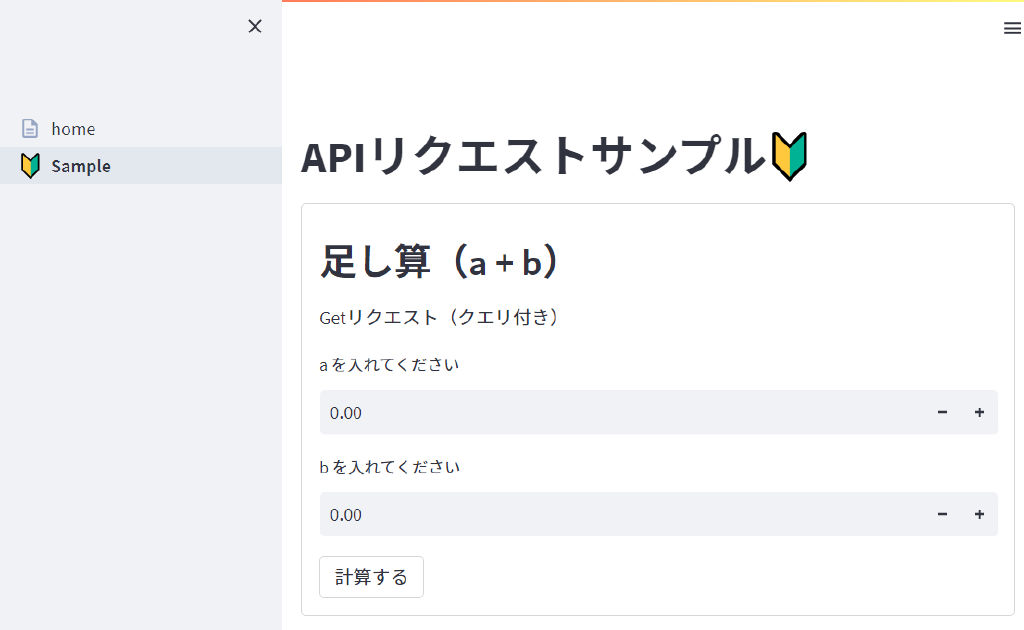 home
Sample
APIリクエストサンプル🔰
足し算（a + b）
Getリクエスト（クエリ付き）
a を入れてください
0.00
b を入れてください
0.00
計算する